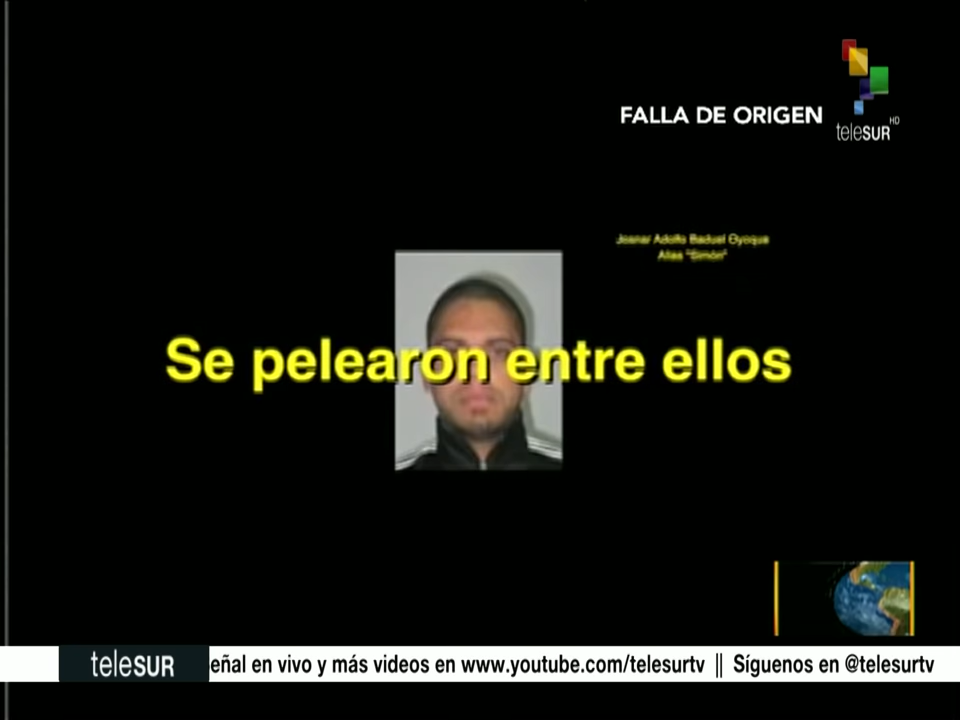 FALLA DE ORIGEN
teleSUR HD
Josnar Adolfo Baduel Oyoque
Alias "Simón"
Se pelearon entre ellos
teleSUR
eñal en vivo y más videos en www.youtube.com/telesurtv || Síguenos en @telesurtv